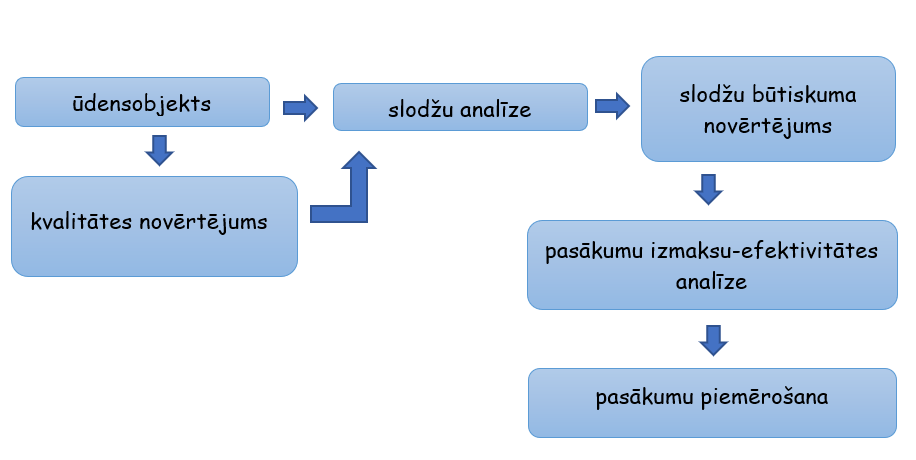 ūdensobjekts
slodžu analīze
slodžu būtiskuma
novērtējums
kvalitātes novērtējums
pasākumu izmaksu-efektivitātes
analīze
pasākumu piemērošana